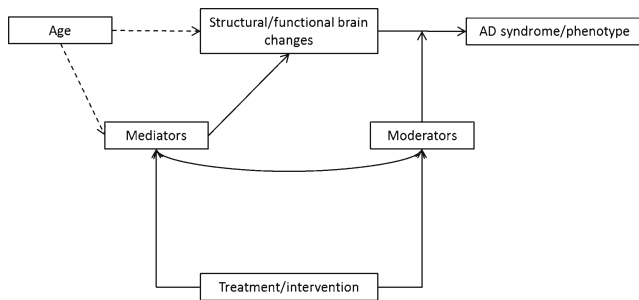 Age
Structural/functional brain
changes
AD syndrome/phenotype
Mediators
Moderators
Treatment/intervention